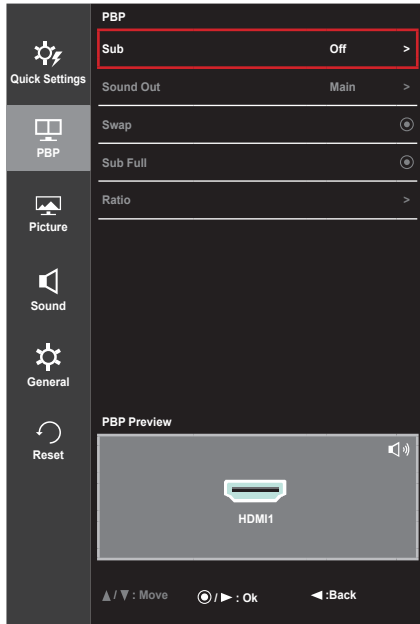 PBP
Sub Off >
Sound Out Main >
Swap
Sub Full
Ratio >
Quick Settings
PBP
Picture
Sound
General
Reset
PBP Preview
HDMI1
▲/▼ : Move ◉/► : Ok ◄ :Back